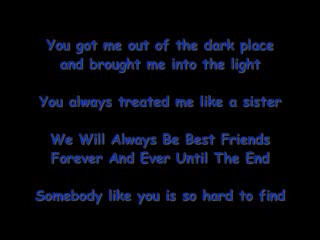 You got me out of the dark place
and brought me into the light
You always treated me like a sister
We Will Always Be Best Friends
Forever And Ever Until The End
Somebody like you is so hard to find